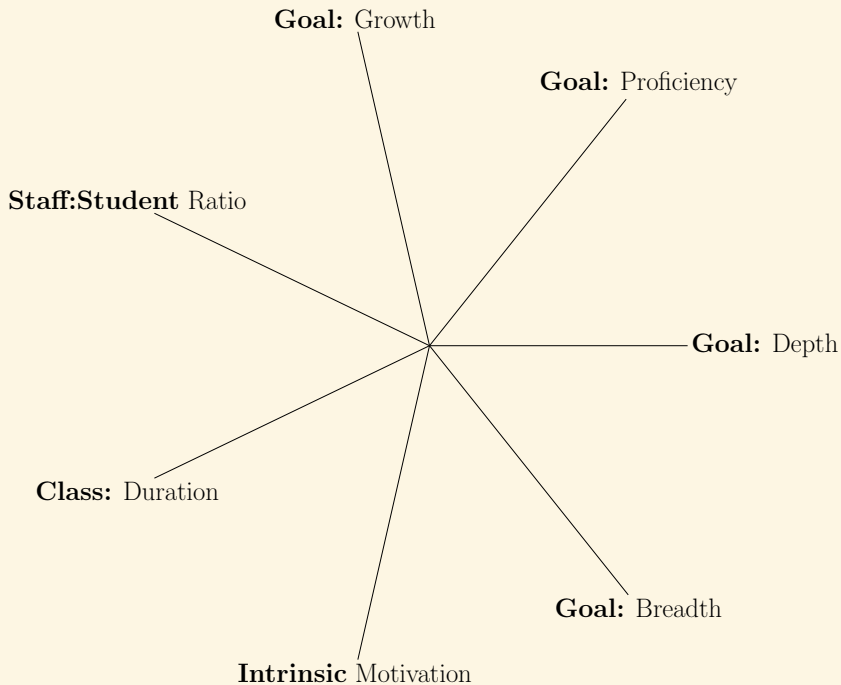 Goal: Growth
Goal: Proficiency
Staff:Student Ratio
Goal: Depth
Class: Duration
Goal: Breadth
Intrinsic Motivation